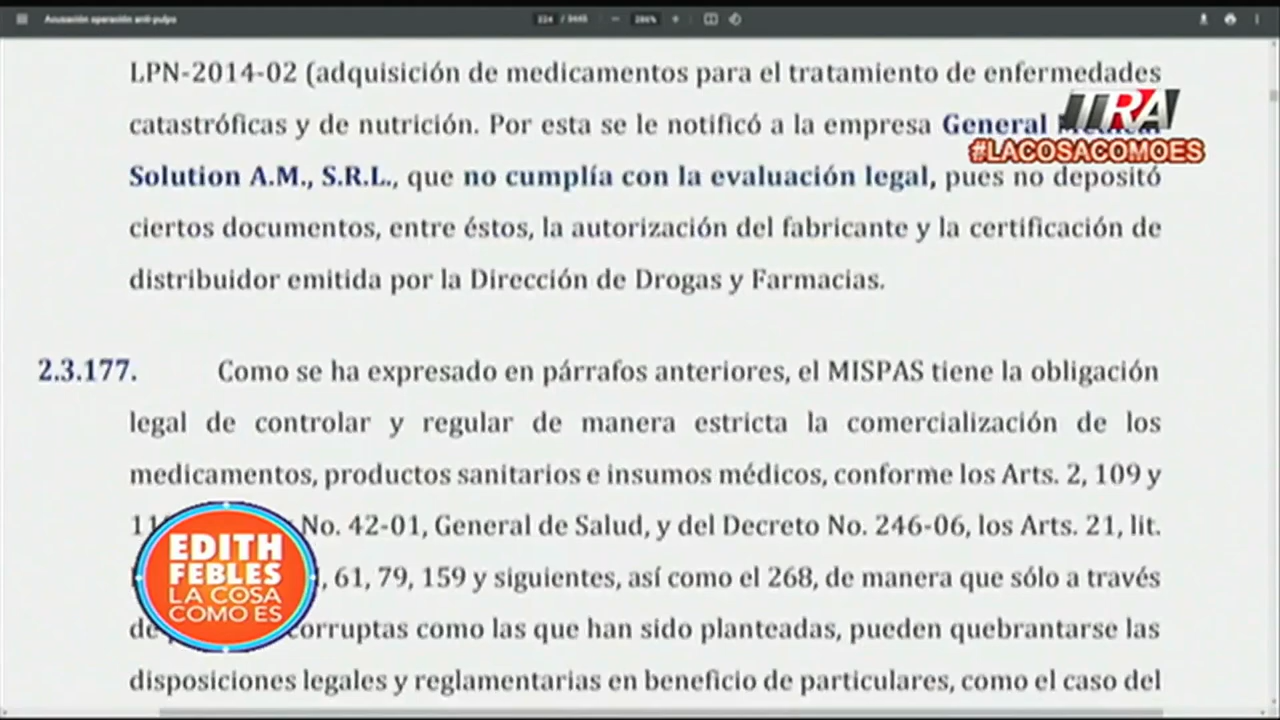 Acusación operación anti-pulpo
224
286%
LPN-2014-02 (adquisición de medicamentos para el tratamiento de enfermedades
TRA
catastróficas y de nutrición. Por esta se le notificó a la empresa General Medical
#LACOSACOMOES
Solution A.M., S.R.L., que no cumplía con la evaluación legal, pues no depositó
ciertos documentos, entre éstos, la autorización del fabricante y la certificación de
distribuidor emitida por la Dirección de Drogas y Farmacias.
2.3.177. Como se ha expresado en párrafos anteriores, el MISPAS tiene la obligación
legal de controlar y regular de manera estricta la comercialización de los
medicamentos, productos sanitarios e insumos médicos, conforme los Arts. 2, 109 y
No. 42-01, General de Salud, y del Decreto No. 246-06, los Arts. 21, lit.
, 61, 79, 159 y siguientes, así como el 268, de manera que sólo a través
corruptas como las que han sido planteadas, pueden quebrantarse las
disposiciones legales y reglamentarias en beneficio de particulares, como el caso del
EDITH
FEBLES
LA COSA
COMO ES